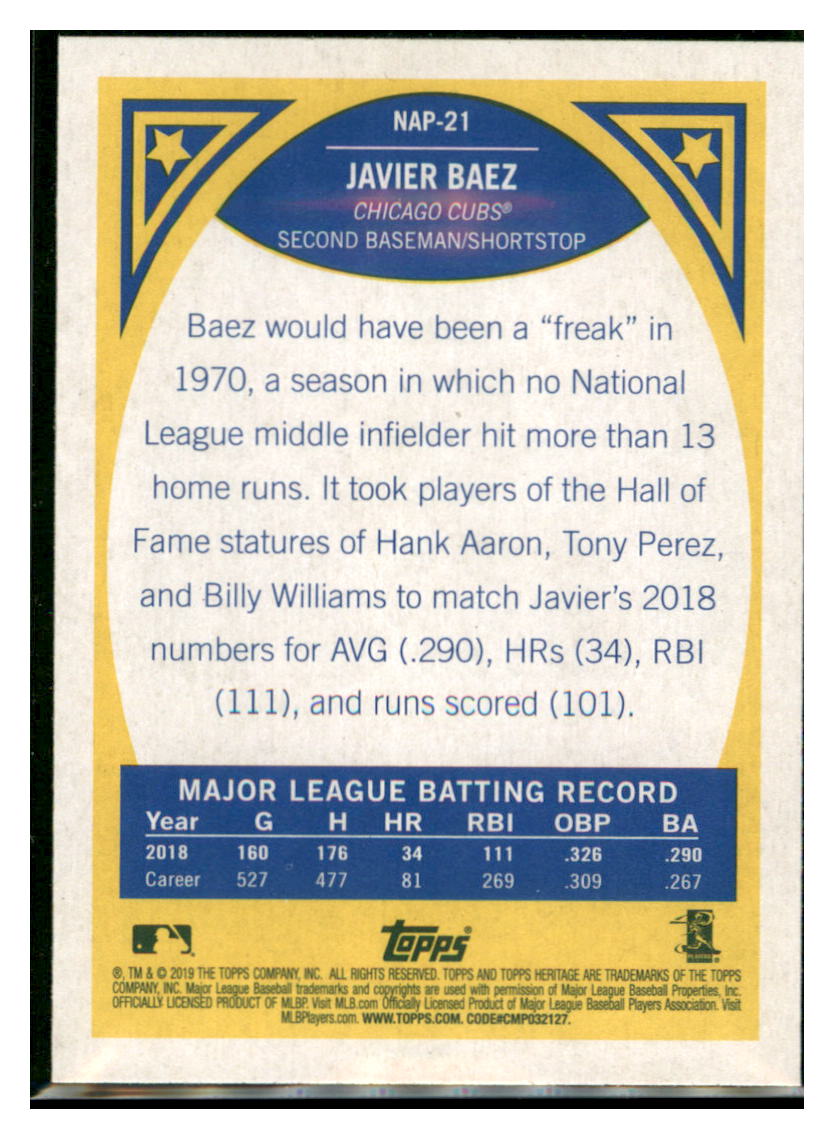 NAP-21
JAVIER BAEZ
CHICAGO CUBS®
SECOND BASEMAN/SHORTSTOP
Baez would have been a “freak” in
1970, a season in which no National
League middle infielder hit more than 13
home runs. It took players of the Hall of
Fame statures of Hank Aaron, Tony Perez,
and Billy Williams to match Javier’s 2018
numbers for AVG (.290), HRs (34), RBI
(111), and runs scored (101).
MAJOR LEAGUE BATTING RECORD
Year G H HR RBI OBP BA
2018 160 176 34 111 .326 .290
Career 527 477 81 269 .309 .267
Topps®
PLAYERS
®, TM & © 2019 THE TOPPS COMPANY, INC. ALL RIGHTS RESERVED. TOPPS AND TOPPS HERITAGE ARE TRADEMARKS OF THE TOPPS
COMPANY, INC. Major League Baseball trademarks and copyrights are used with permission of Major League Baseball Properties, Inc.
OFFICIALLY LICENSED PRODUCT OF MLBP. Visit MLB.com Officially Licensed Product of Major League Baseball Players Association. Visit
MLBPlayers.com. WWW.TOPPS.COM. CODE#CMP032127.